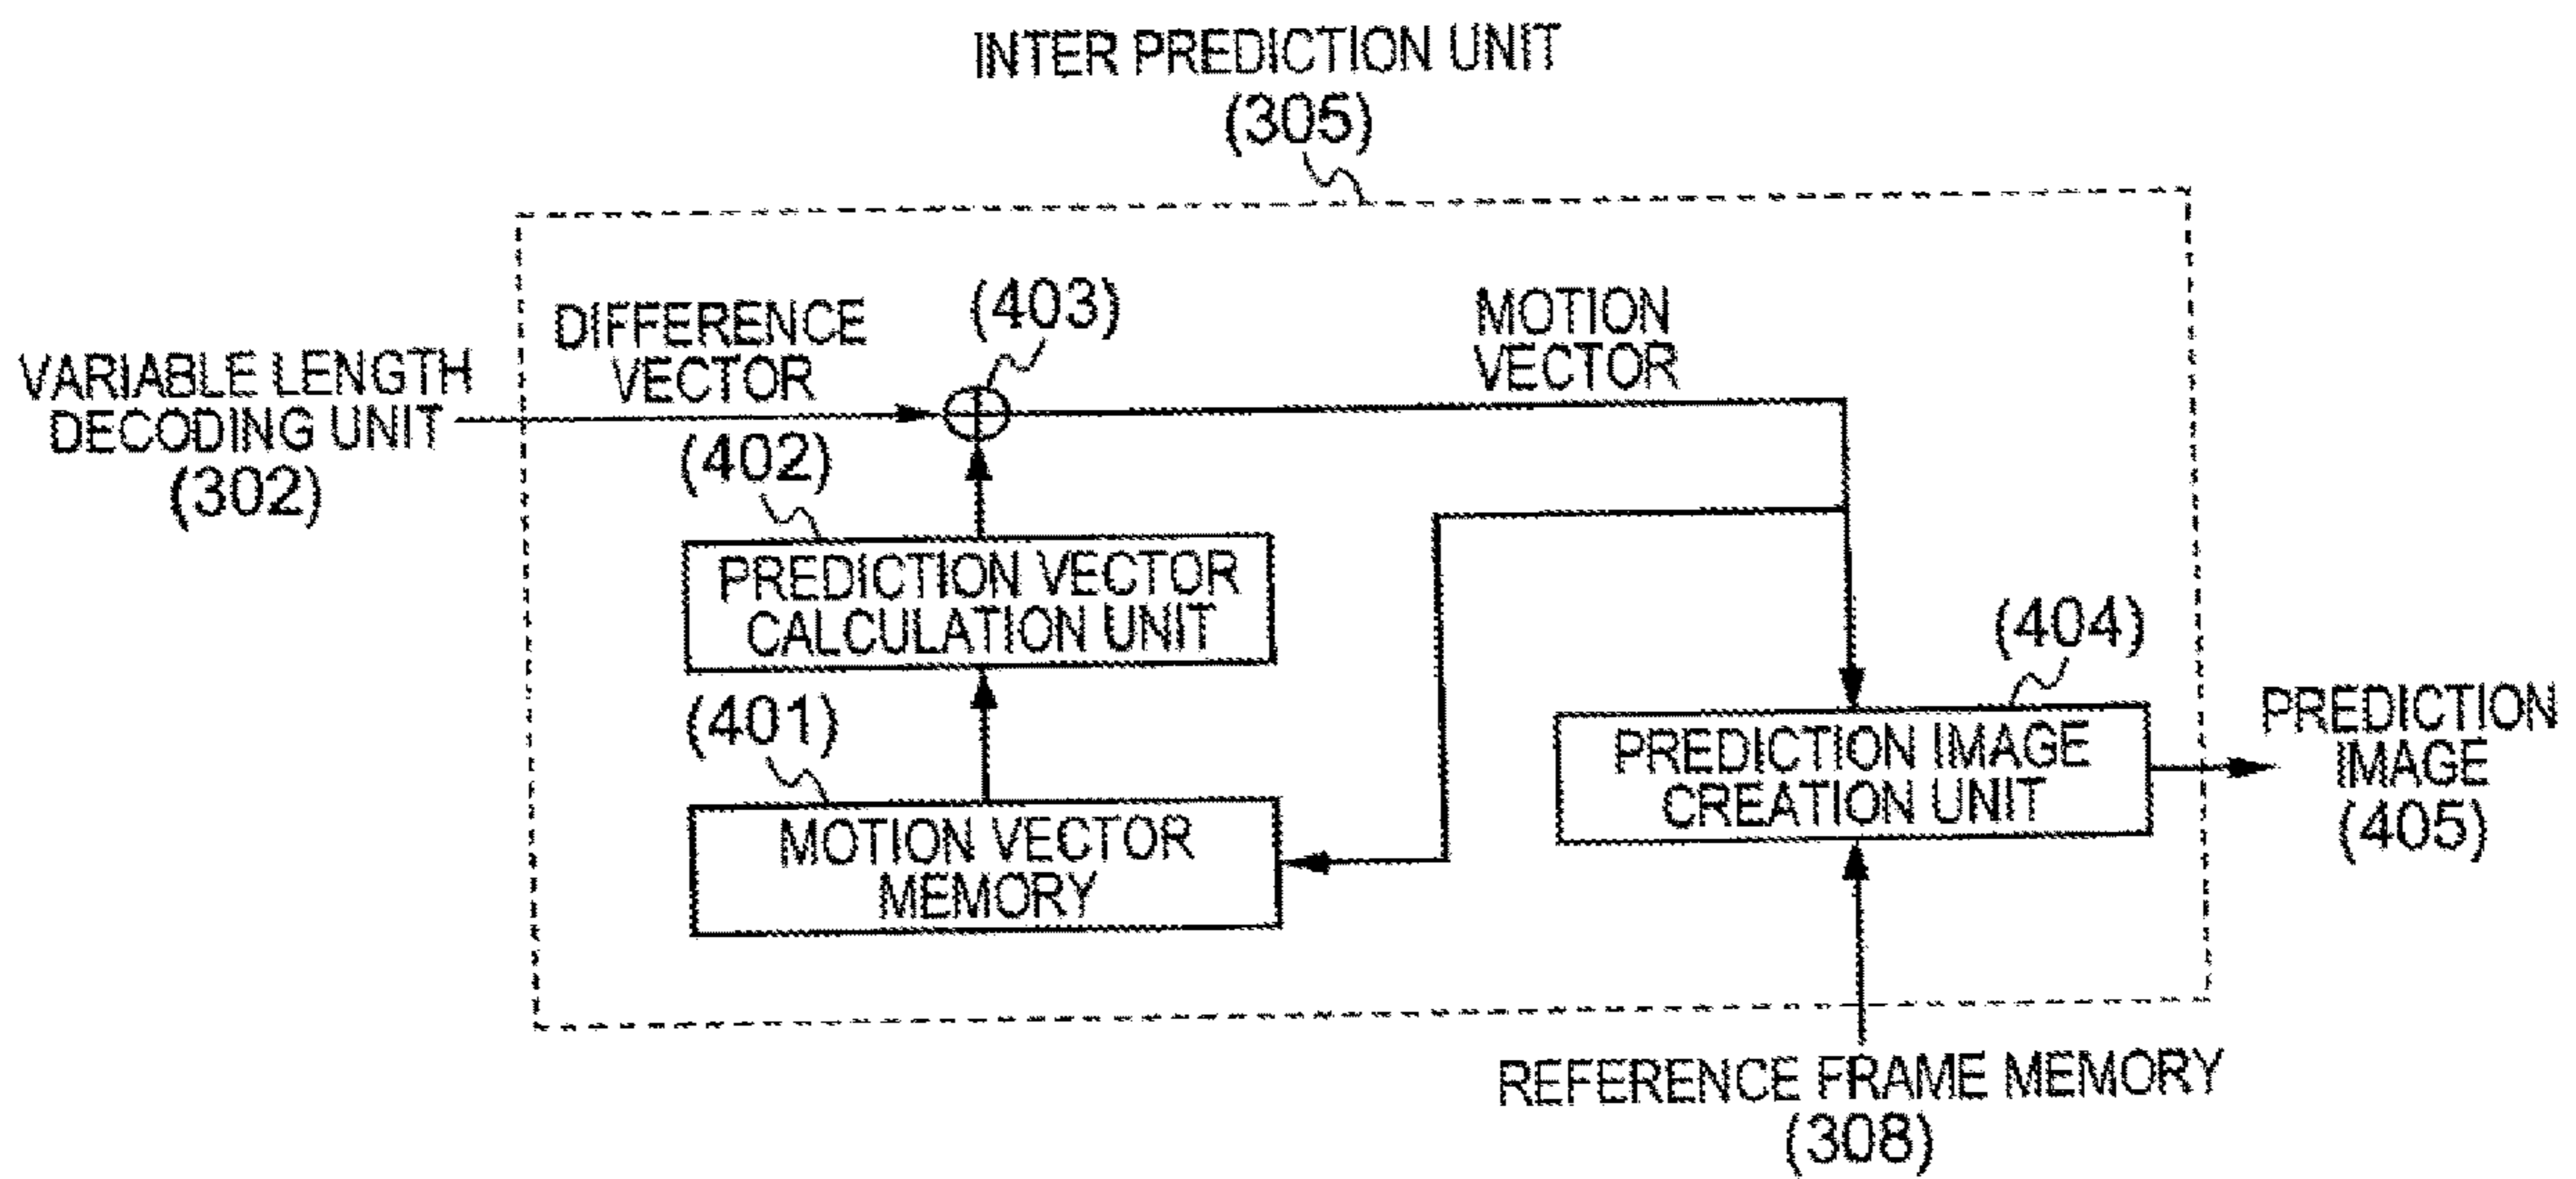 INTER PREDICTION UNIT
(305)
DIFFERENCE
VECTOR
(403)
MOTION
VECTOR
VARIABLE LENGTH
DECODING UNIT
(302)
(402)
PREDICTION VECTOR
CALCULATION UNIT
(404)
(401)
PREDICTION IMAGE
CREATION UNIT
PREDICTION
IMAGE
(405)
MOTION VECTOR
MEMORY
REFERENCE FRAME MEMORY
(308)